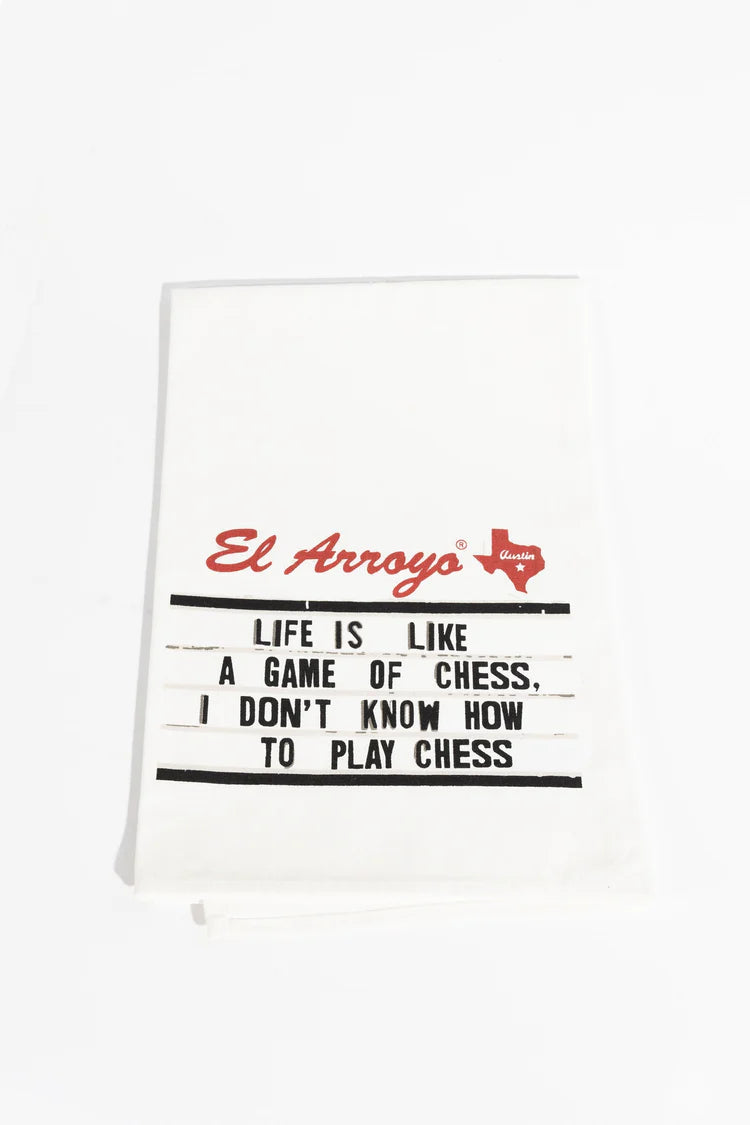 El Arroyo® Austin
LIFE IS LIKE
A GAME OF CHESS,
I DON'T KNOW HOW
TO PLAY CHESS